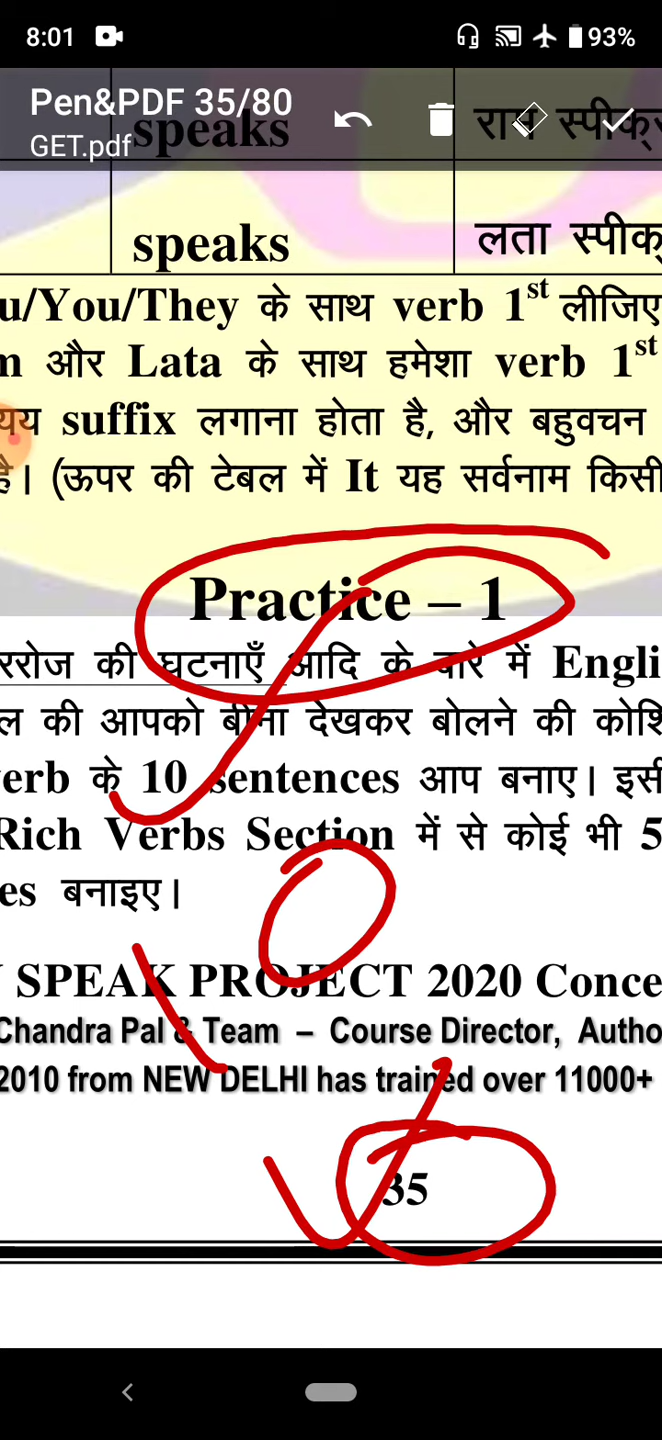 8:01 93%
Pen&PDF 35/80
GET.pdf
speaks राम स्पीक्स
speaks लता स्पीक्
u/You/They के साथ verb 1st लीजिए
m और Lata के साथ हमेशा verb 1st
यय suffix लगाना होता है, और बहुवचन
है। (ऊपर की टेबल में It यह सर्वनाम किसी
Practice – 1
ररोज की घटनाएँ आदि के बारे में Engli
ल की आपको बीना देखकर बोलने की कोशि
verb के 10 sentences आप बनाए। इसी
Rich Verbs Section में से कोई भी 5
es बनाइए।
SPEAK PROJECT 2020 Conce
Chandra Pal & Team – Course Director, Autho
2010 from NEW DELHI has trained over 11000+
35